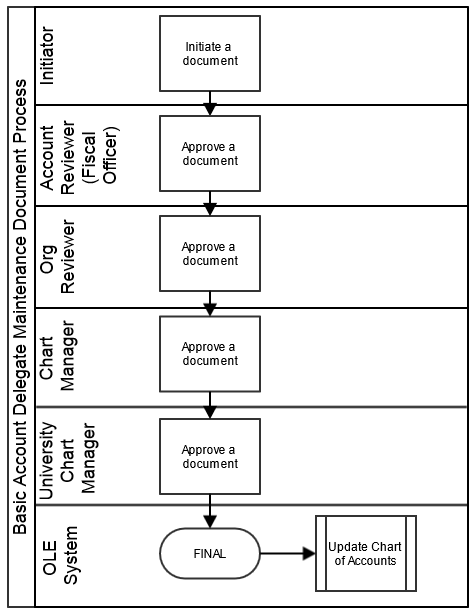 Basic Account Delegate Maintenance Document Process
Initiator
Initiate a
document
Account
Reviewer
(Fiscal
Officer)
Approve a
document
Org
Reviewer
Approve a
document
Chart
Manager
Approve a
document
University
Chart
Manager
Approve a
document
OLE
System
FINAL
Update Chart
of Accounts